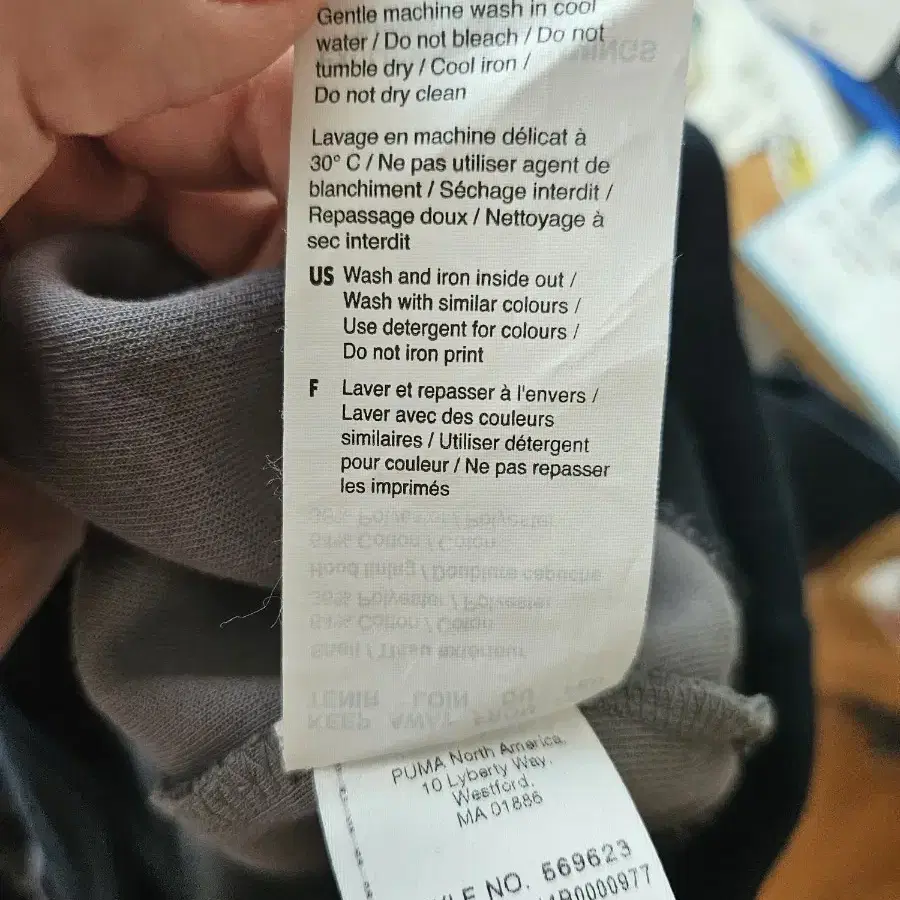 Gentle machine wash in cool
water / Do not bleach / Do not
tumble dry / Cool iron /
Do not dry clean
Lavage en machine délicat à
30° C / Ne pas utiliser agent de
blanchiment / Séchage interdit /
Repassage doux / Nettoyage à
sec interdit
US Wash and iron inside out /
Wash with similar colours /
Use detergent for colours /
Do not iron print
F Laver et repasser à l'envers /
Laver avec des couleurs
similaires / Utiliser détergent
pour couleur / Ne pas repasser
les imprimés
PUMA North America,
10 Lyberty Way,
Westford,
MA 01886
NO. 569623